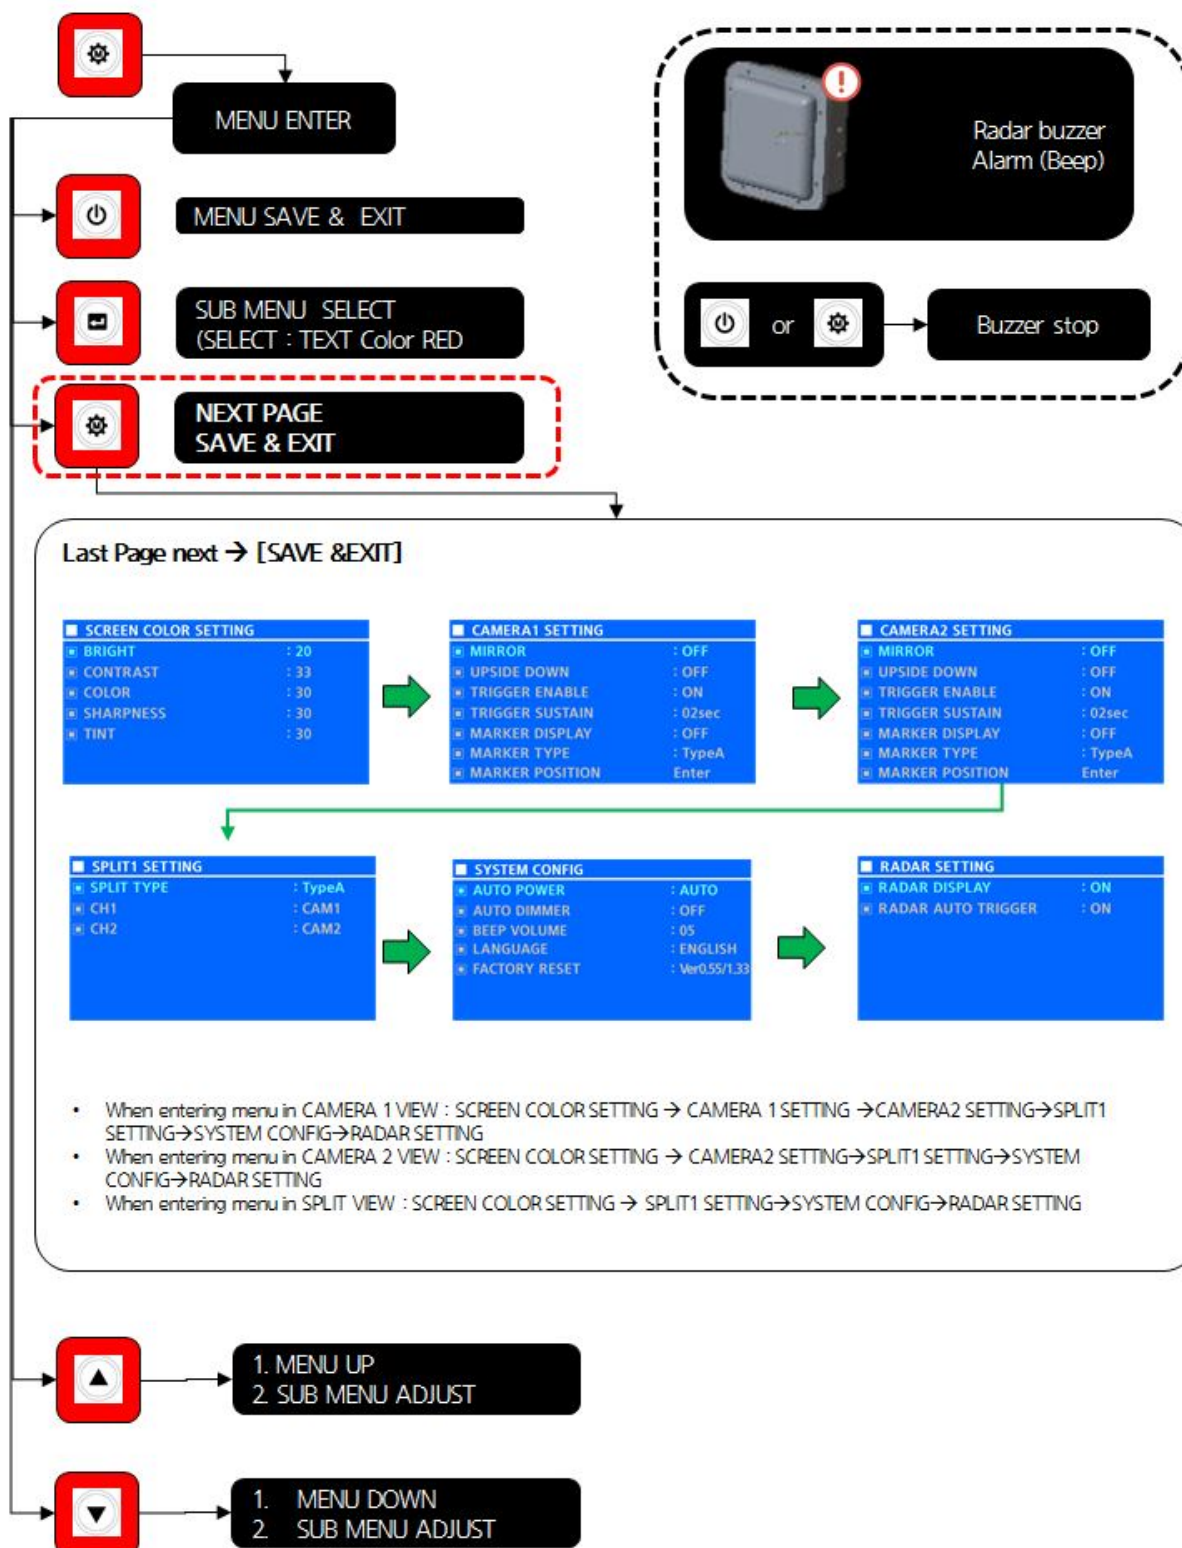 MENU ENTER
Radar buzzer
Alarm (Beep)
MENU SAVE & EXIT
SUB MENU SELECT
(SELECT : TEXT Color RED
or
Buzzer stop
NEXT PAGE
SAVE & EXIT
Last Page next → [SAVE &EXIT]
SCREEN COLOR SETTING
BRIGHT : 20
CONTRAST : 33
COLOR : 30
SHARPNESS : 30
TINT : 30
CAMERA1 SETTING
MIRROR : OFF
UPSIDE DOWN : OFF
TRIGGER ENABLE : ON
TRIGGER SUSTAIN : 02sec
MARKER DISPLAY : OFF
MARKER TYPE : TypeA
MARKER POSITION Enter
CAMERA2 SETTING
MIRROR : OFF
UPSIDE DOWN : OFF
TRIGGER ENABLE : ON
TRIGGER SUSTAIN : 02sec
MARKER DISPLAY : OFF
MARKER TYPE : TypeA
MARKER POSITION Enter
SPLIT1 SETTING
SPLIT TYPE : TypeA
CH1 : CAM1
CH2 : CAM2
SYSTEM CONFIG
AUTO POWER : AUTO
AUTO DIMMER : OFF
BEEP VOLUME : 05
LANGUAGE : ENGLISH
FACTORY RESET : Ver0.55/1.33
RADAR SETTING
RADAR DISPLAY : ON
RADAR AUTO TRIGGER : ON
• When entering menu in CAMERA 1 VIEW : SCREEN COLOR SETTING → CAMERA 1 SETTING →CAMERA2 SETTING→SPLIT1
SETTING→SYSTEM CONFIG→RADAR SETTING
• When entering menu in CAMERA 2 VIEW : SCREEN COLOR SETTING → CAMERA2 SETTING→SPLIT1 SETTING→SYSTEM
CONFIG→RADAR SETTING
• When entering menu in SPLIT VIEW : SCREEN COLOR SETTING → SPLIT1 SETTING→SYSTEM CONFIG→RADAR SETTING
1. MENU UP
2. SUB MENU ADJUST
1. MENU DOWN
2. SUB MENU ADJUST